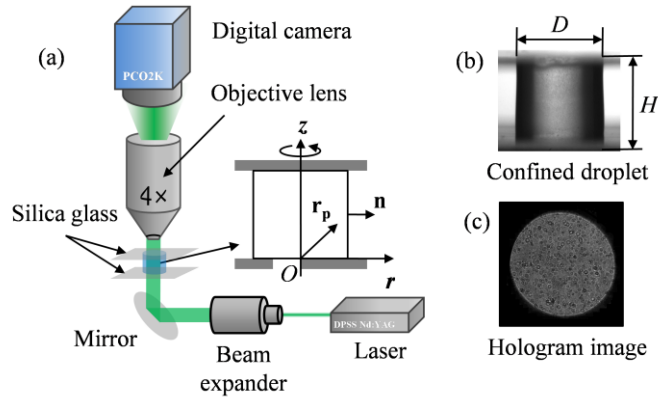 (a)
Digital camera
PCO2K
Objective lens
4×
Silica glass
z
r_p
n
O
r
Mirror
Beam
expander
DPSS Nd:YAG
Laser
(b)
D
H
Confined droplet
(c)
Hologram image